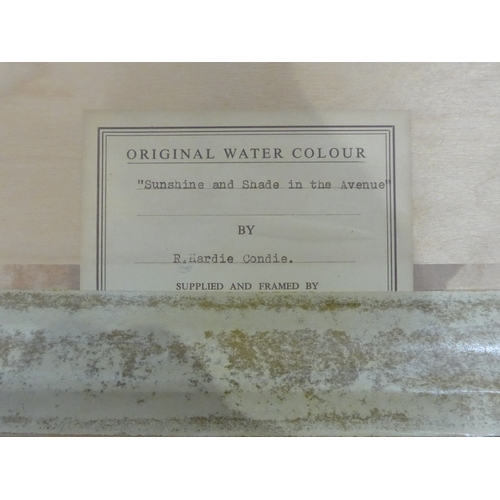 ORIGINAL WATER COLOUR
"Sunshine and Shade in the Avenue"
BY
R.Hardie Condie.
SUPPLIED AND FRAMED BY